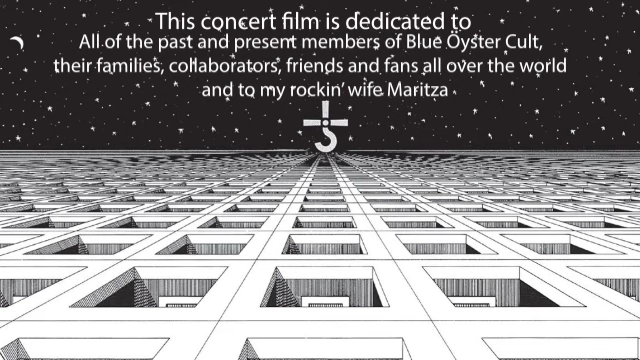 This concert film is dedicated to
All of the past and present members of Blue Öyster Cult,
their families, collaborators, friends and fans all over the world
and to my rockin' wife Maritza